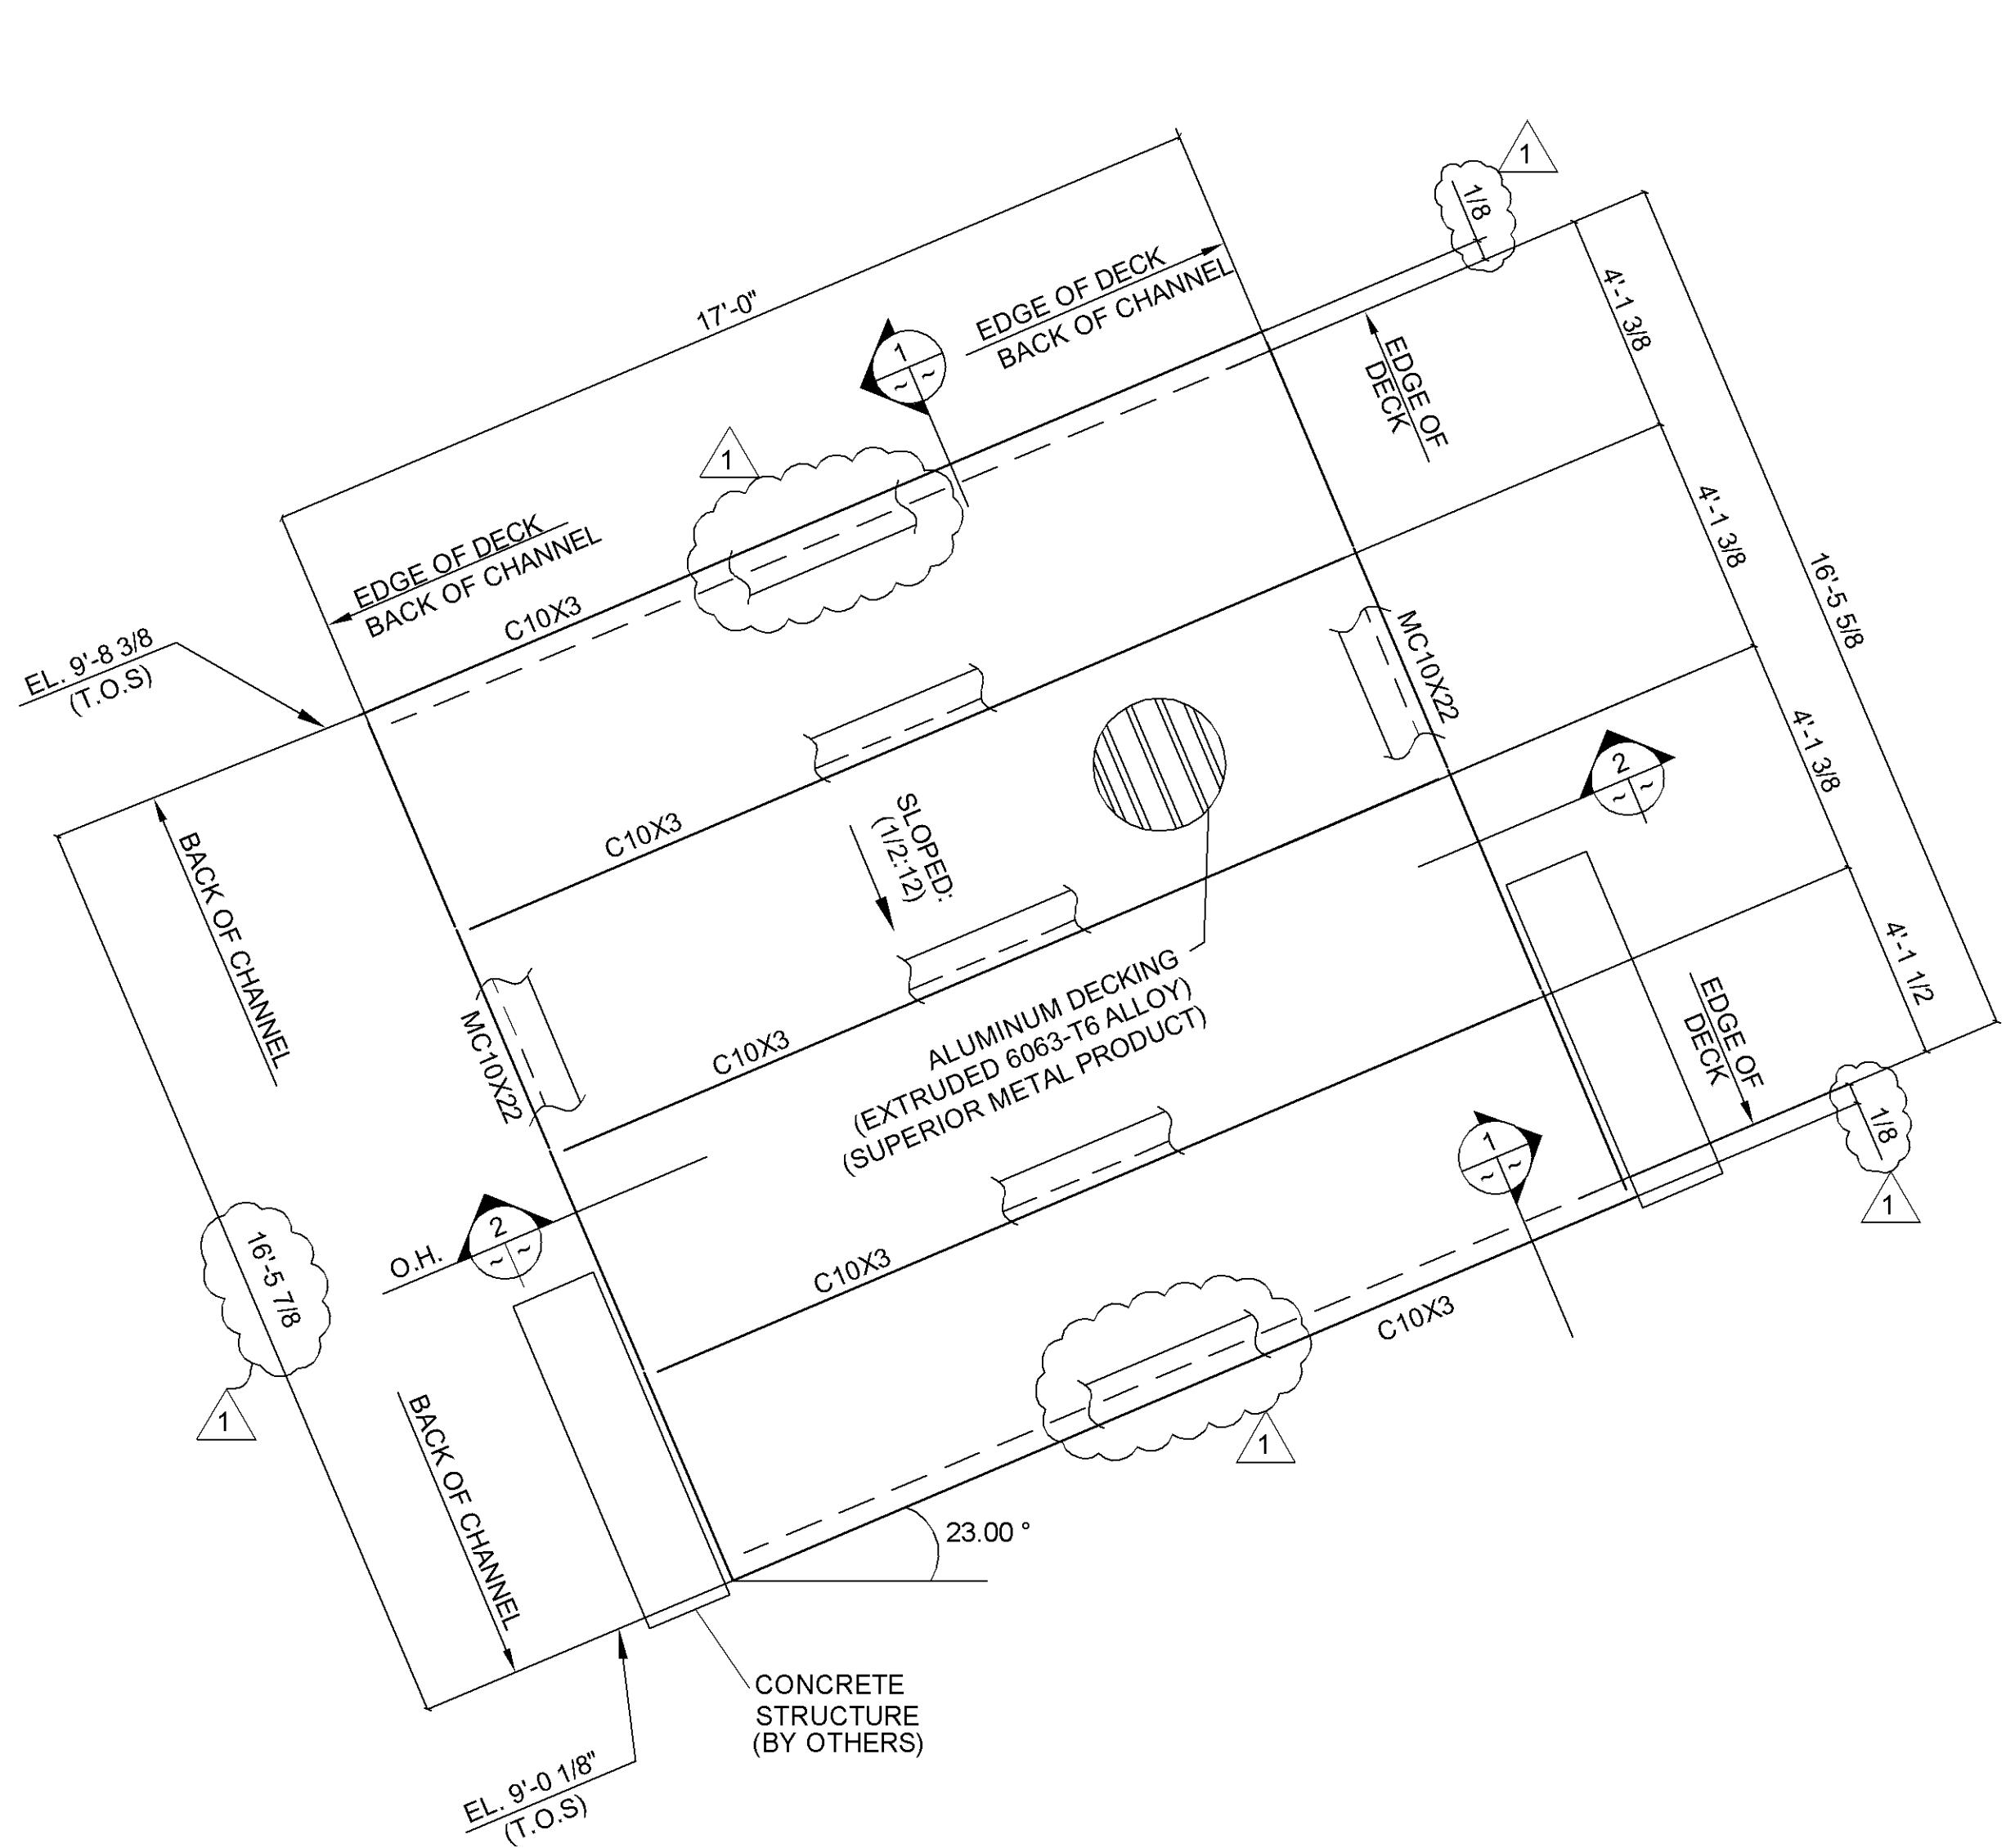 1
1/8
17'-0"
EDGE OF DECK
BACK OF CHANNEL
4'-1 3/8
1
~ ~
EDGE OF
DECK
1
4'-1 3/8
EDGE OF DECK
BACK OF CHANNEL
C10X3
16'-5 5/8
EL. 9'-8 3/8
(T.O.S)
MC10X22
4'-1 3/8
2
~ ~
C10X3
SLOPED:
(1/2:12)
BACK OF CHANNEL
4'-1 1/2
EDGE OF
DECK
ALUMINUM DECKING
(EXTRUDED 6063-T6 ALLOY)
(SUPERIOR METAL PRODUCT)
C10X3
MC10X22
1
~ ~
1/8
1
O.H.
2
~ ~
C10X3
16'-5 7/8
1
C10X3
1
BACK OF CHANNEL
23.00 °
CONCRETE
STRUCTURE
(BY OTHERS)
EL. 9'-0 1/8"
(T.O.S)